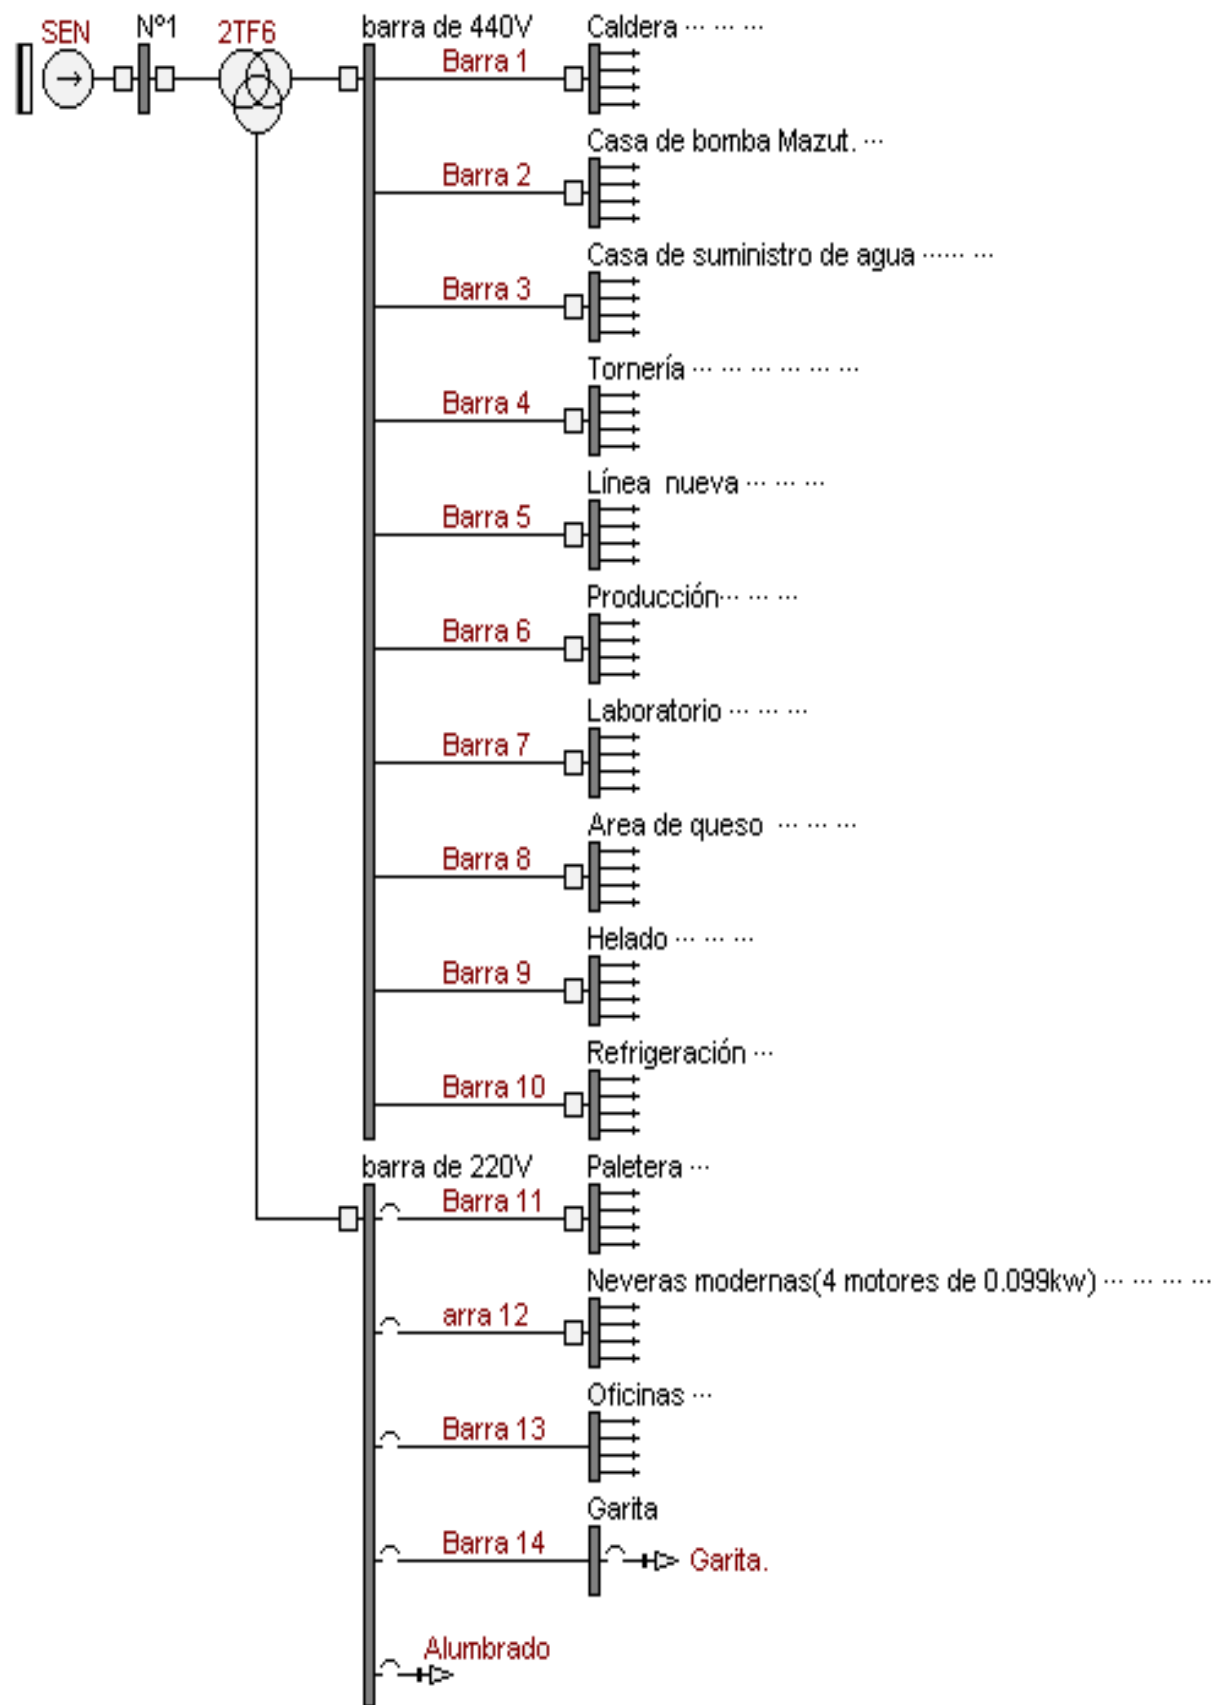 SEN Nº1 2TF6 barra de 440V Caldera ... ... ...
Barra 1
Casa de bomba Mazut. ...
Barra 2
Casa de suministro de agua ...... ...
Barra 3
Tornería ... ... ... ... ... ...
Barra 4
Línea nueva ... ... ...
Barra 5
Producción... ... ...
Barra 6
Laboratorio ... ... ...
Barra 7
Area de queso ... ... ...
Barra 8
Helado ... ... ...
Barra 9
Refrigeración ...
Barra 10
barra de 220V Paletera ...
Barra 11
Neveras modernas(4 motores de 0.099kw) ... ... ... ...
arra 12
Oficinas ...
Barra 13
Garita
Barra 14 Garita.
Alumbrado